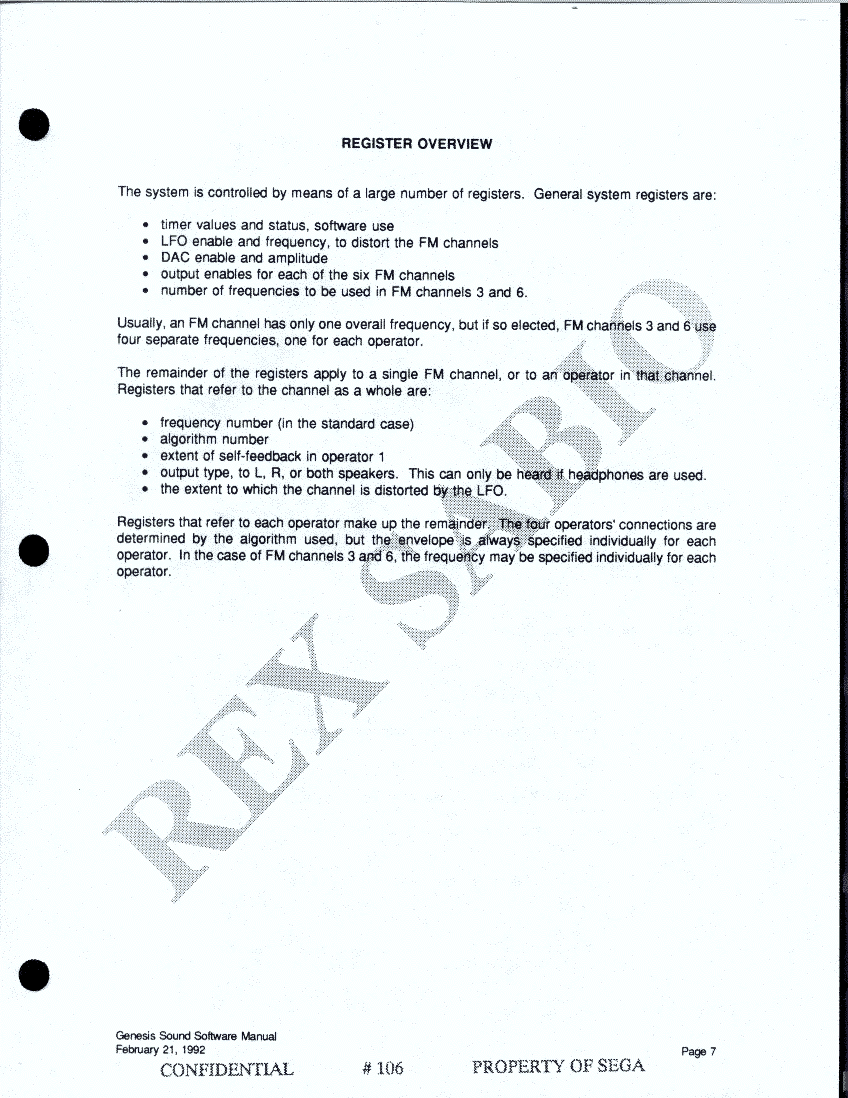 REGISTER OVERVIEW
The system is controlled by means of a large number of registers. General system registers are:
• timer values and status, software use
• LFO enable and frequency, to distort the FM channels
• DAC enable and amplitude
• output enables for each of the six FM channels
• number of frequencies to be used in FM channels 3 and 6.
Usually, an FM channel has only one overall frequency, but if so elected, FM channels 3 and 6 use
four separate frequencies, one for each operator.
The remainder of the registers apply to a single FM channel, or to an operator in that channel.
Registers that refer to the channel as a whole are:
• frequency number (in the standard case)
• algorithm number
• extent of self-feedback in operator 1
• output type, to L, R, or both speakers. This can only be heard if headphones are used.
• the extent to which the channel is distorted by the LFO.
Registers that refer to each operator make up the remainder. The four operators' connections are
determined by the algorithm used, but the envelope is always specified individually for each
operator. In the case of FM channels 3 and 6, the frequency may be specified individually for each
operator.
REX SABIO
Genesis Sound Software Manual
February 21, 1992
Page 7
CONFIDENTIAL # 106 PROPERTY OF SEGA